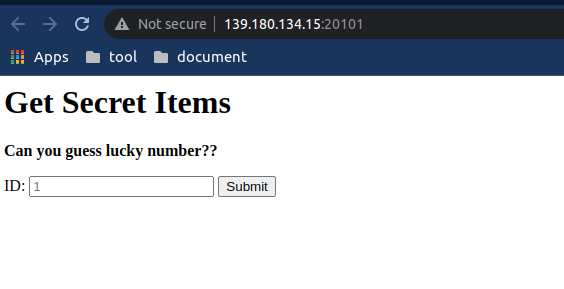 Not secure | 139.180.134.15:20101
Apps tool document
Get Secret Items
Can you guess lucky number??
ID: 1 Submit